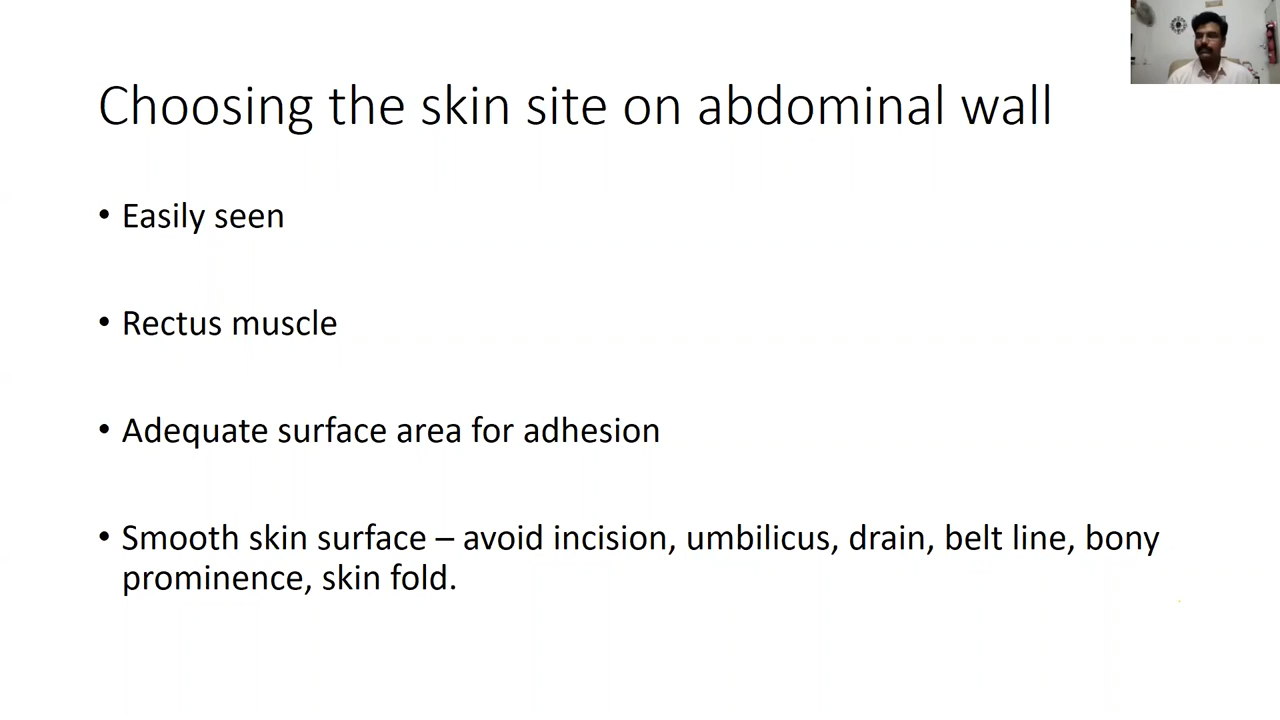 Choosing the skin site on abdominal wall
• Easily seen
• Rectus muscle
• Adequate surface area for adhesion
• Smooth skin surface – avoid incision, umbilicus, drain, belt line, bony
prominence, skin fold.